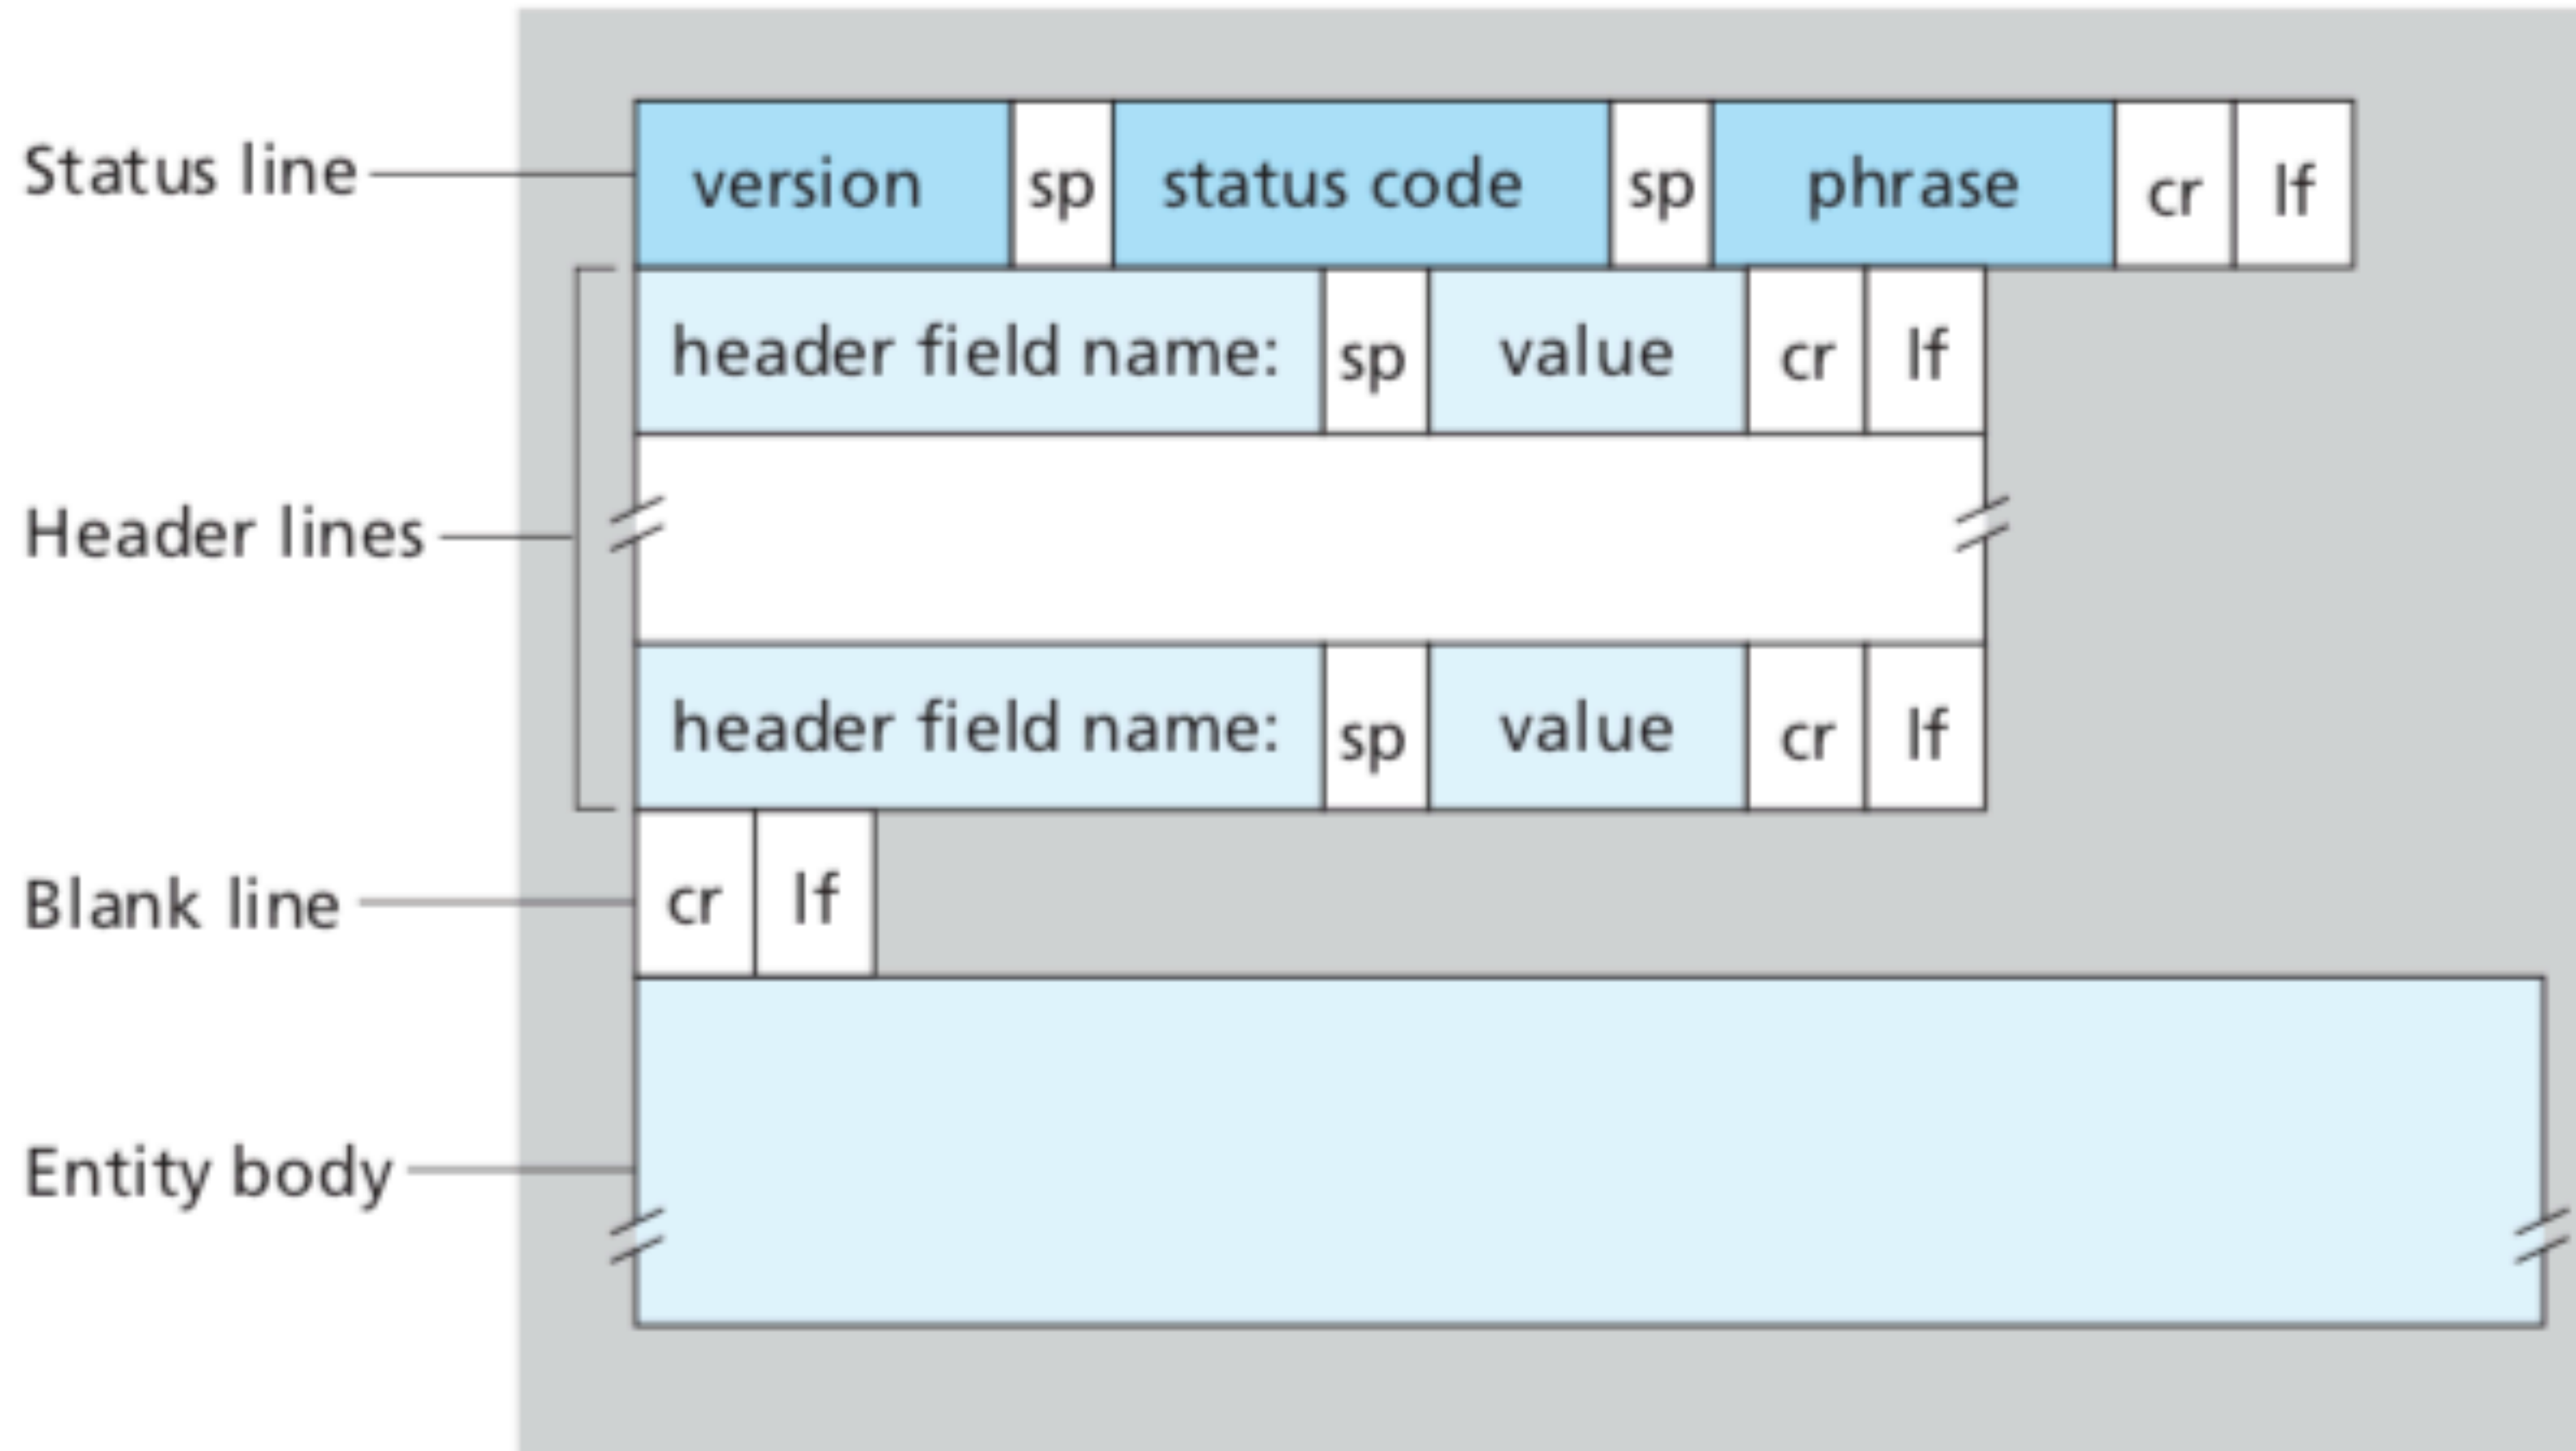 Status line
version sp status code sp phrase cr lf
header field name: sp value cr lf
Header lines
header field name: sp value cr lf
Blank line
cr lf
Entity body